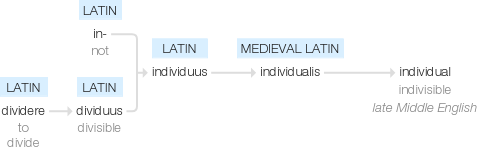 LATIN
in-
not
LATIN
MEDIEVAL LATIN
individuus
individualis
individual
indivisible
late Middle English
LATIN
LATIN
dividere
dividuus
to
divide
divisible